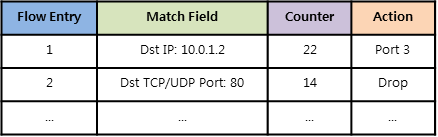 Flow Entry Match Field Counter Action
1 Dst IP: 10.0.1.2 22 Port 3
2 Dst TCP/UDP Port: 80 14 Drop
... ... ... ...